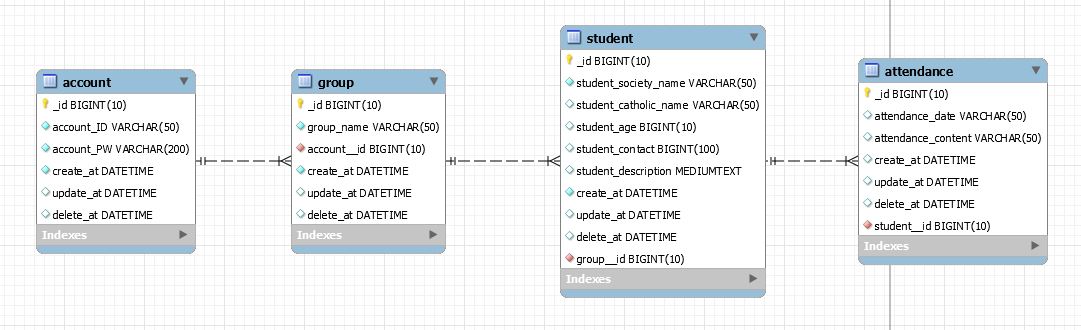 account
_id BIGINT(10)
account_ID VARCHAR(50)
account_PW VARCHAR(200)
create_at DATETIME
update_at DATETIME
delete_at DATETIME
Indexes
group
_id BIGINT(10)
group_name VARCHAR(50)
account__id BIGINT(10)
create_at DATETIME
update_at DATETIME
delete_at DATETIME
Indexes
student
_id BIGINT(10)
student_society_name VARCHAR(50)
student_catholic_name VARCHAR(50)
student_age BIGINT(10)
student_contact BIGINT(100)
student_description MEDIUMTEXT
create_at DATETIME
update_at DATETIME
delete_at DATETIME
group__id BIGINT(10)
Indexes
attendance
_id BIGINT(10)
attendance_date VARCHAR(50)
attendance_content VARCHAR(50)
create_at DATETIME
update_at DATETIME
delete_at DATETIME
student__id BIGINT(10)
Indexes